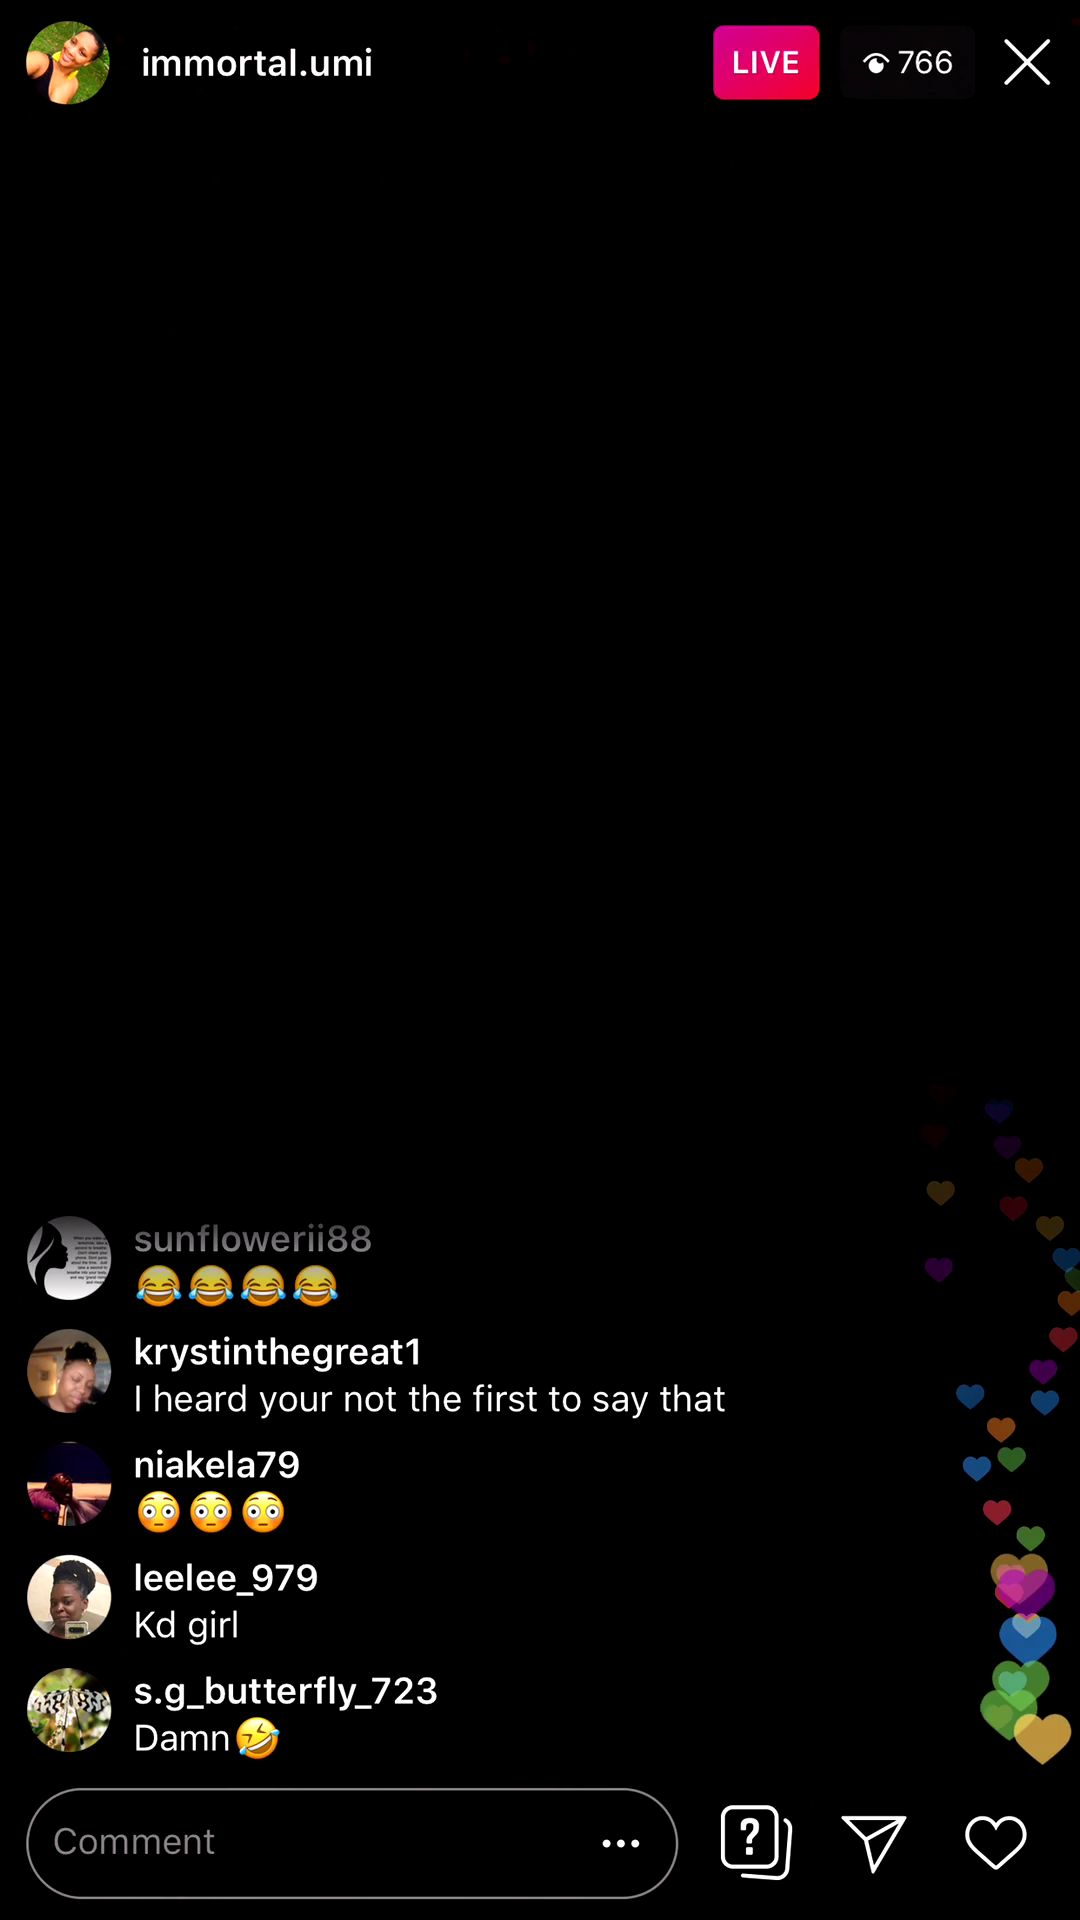 immortal.umi
LIVE
766
sunflowerii88
😂😂😂😂
krystinthegreat1
I heard your not the first to say that
niakela79
😳😳😳
leelee_979
Kd girl
s.g_butterfly_723
Damn🤣
Comment